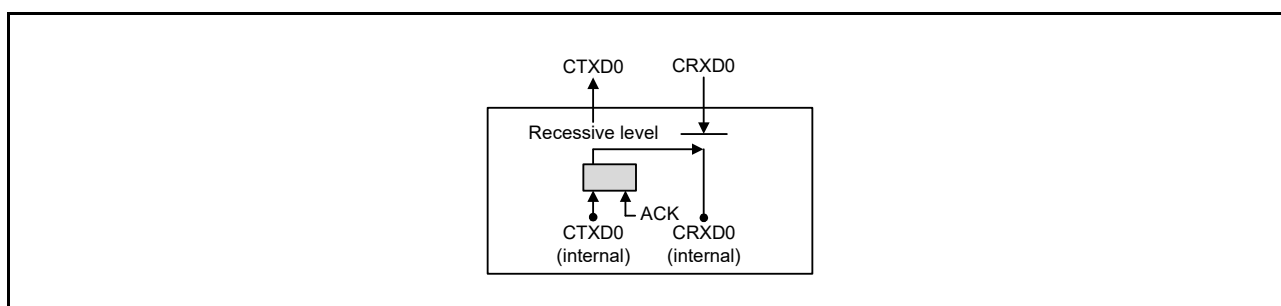 CTXD0 CRXD0
Recessive level
ACK
CTXD0 CRXD0
(internal) (internal)